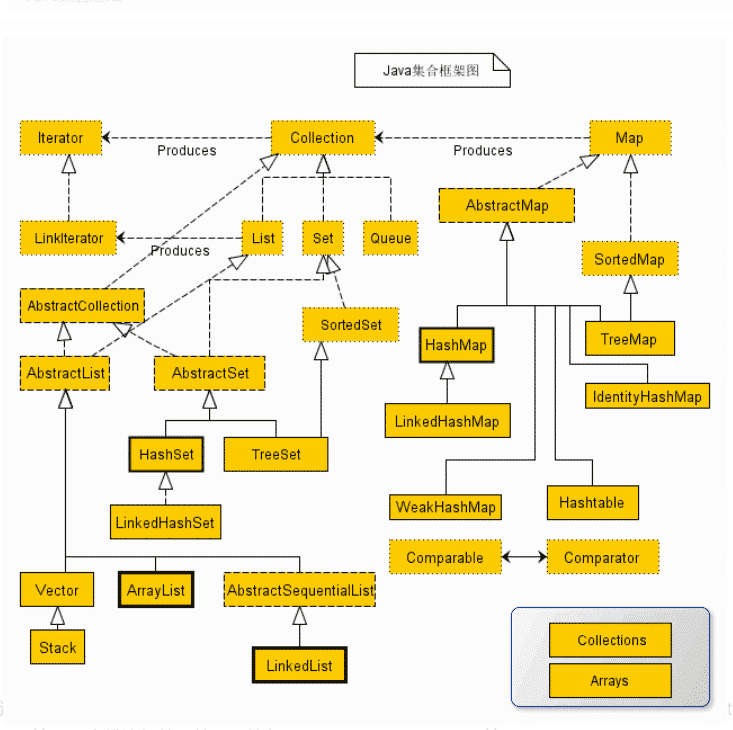 Java集合框架图
Iterator
Collection
Map
Produces
Produces
AbstractMap
LinkIterator
List
Set
Queue
Produces
SortedMap
AbstractCollection
SortedSet
HashMap
TreeMap
AbstractList
AbstractSet
IdentityHashMap
LinkedHashMap
HashSet
TreeSet
WeakHashMap
Hashtable
LinkedHashSet
Comparable
Comparator
Vector
ArrayList
AbstractSequentialList
Stack
LinkedList
Collections
Arrays